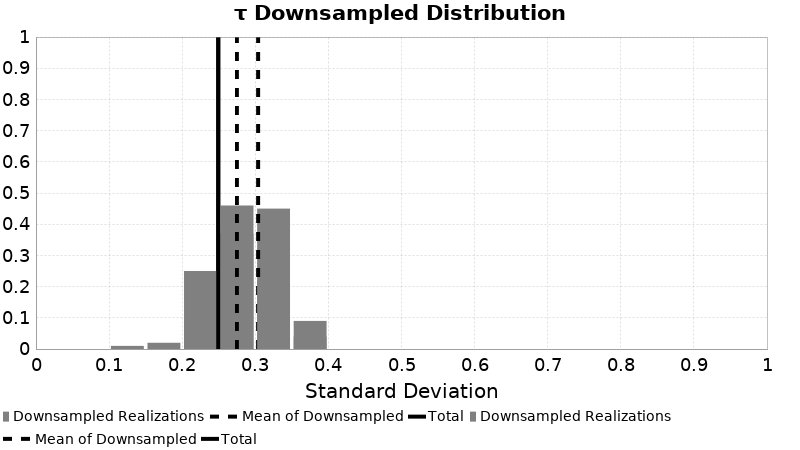 τ Downsampled Distribution
1
0.9
0.8
0.7
0.6
0.5
0.4
0.3
0.2
0.1
0
0 0.1 0.2 0.3 0.4 0.5 0.6 0.7 0.8 0.9 1
Standard Deviation
Downsampled Realizations Mean of Downsampled Total Downsampled Realizations
Mean of Downsampled Total